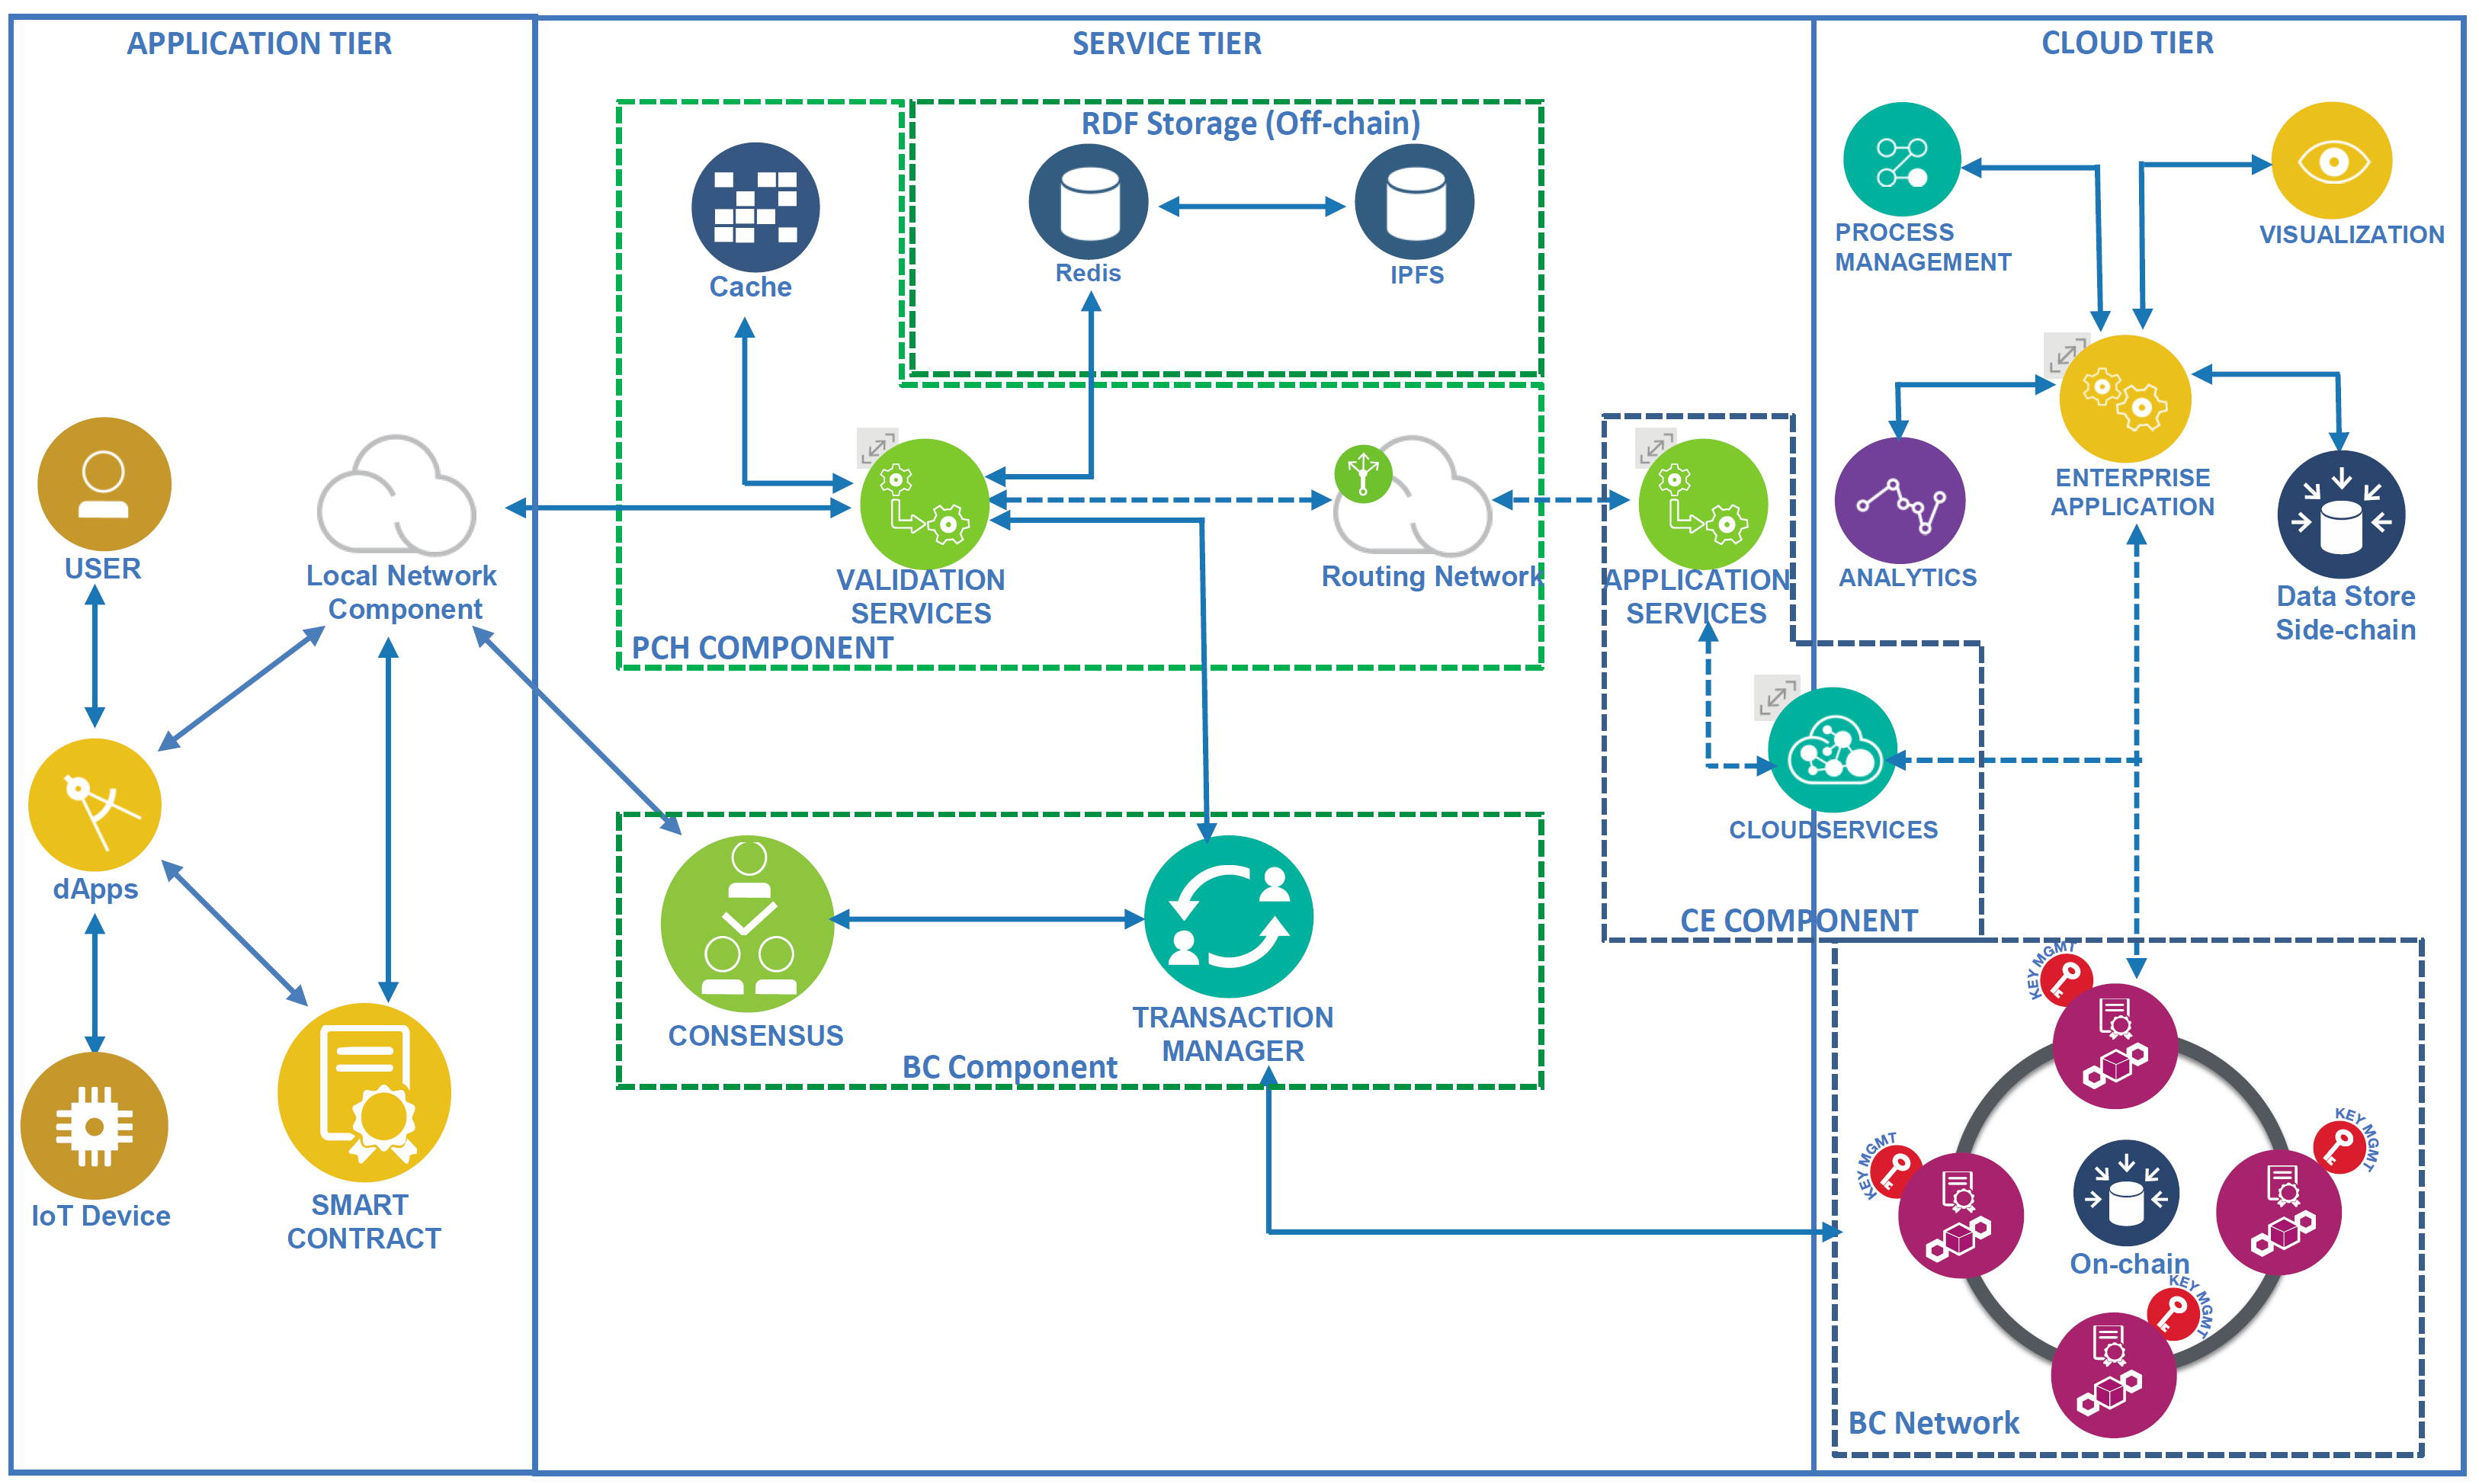 APPLICATION TIER
SERVICE TIER
CLOUD TIER
RDF Storage (Off-chain)
Cache
Redis
IPFS
PROCESS
MANAGEMENT
VISUALIZATION
USER
Local Network
Component
VALIDATION
SERVICES
Routing Network
PCH COMPONENT
APPLICATION
SERVICES
ANALYTICS
ENTERPRISE
APPLICATION
Data Store
Side-chain
dApps
CLOUDSERVICES
CE COMPONENT
IoT Device
SMART
CONTRACT
CONSENSUS
TRANSACTION
MANAGER
BC Component
KEY MGMT
KEY MGMT
KEY MGMT
On-chain
KEY MGMT
BC Network